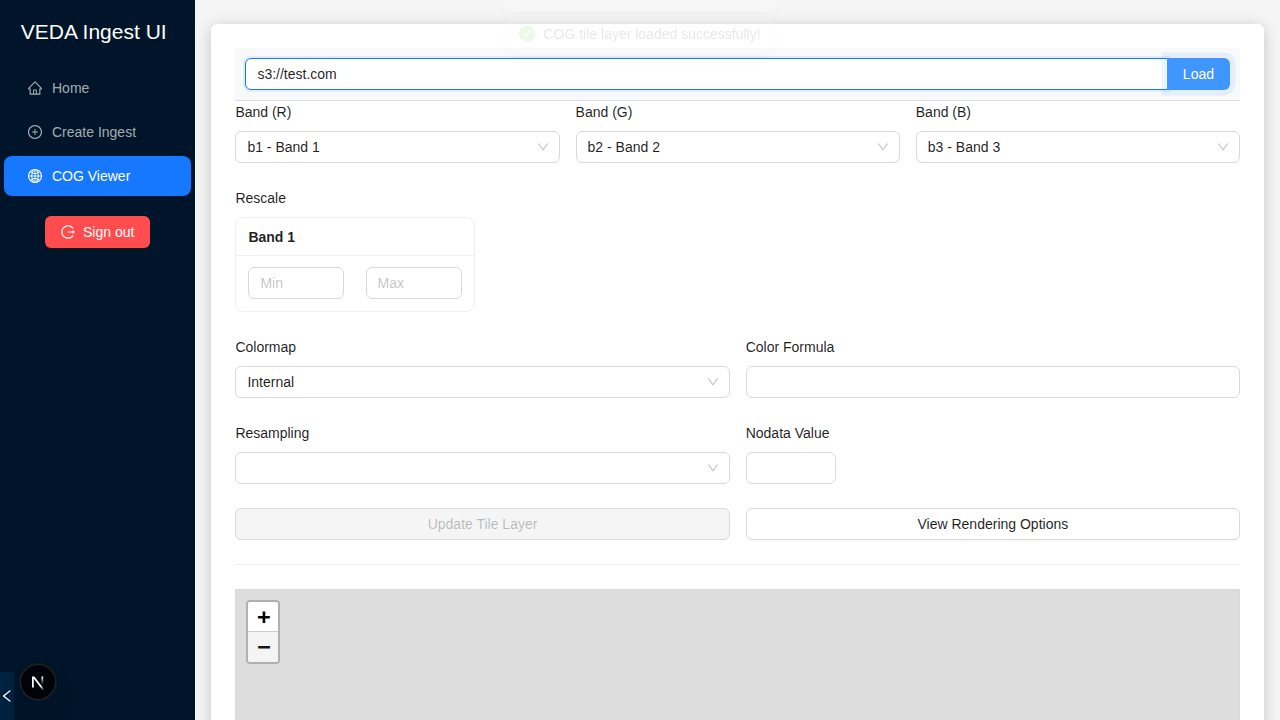 VEDA Ingest UI
Home
Create Ingest
COG Viewer
Sign out
COG tile layer loaded successfully!
s3://test.com
Load
Band (R)
Band (G)
Band (B)
b1 - Band 1
b2 - Band 2
b3 - Band 3
Rescale
Band 1
Min
Max
Colormap
Color Formula
Internal
Resampling
Nodata Value
Update Tile Layer
View Rendering Options
+
−
N